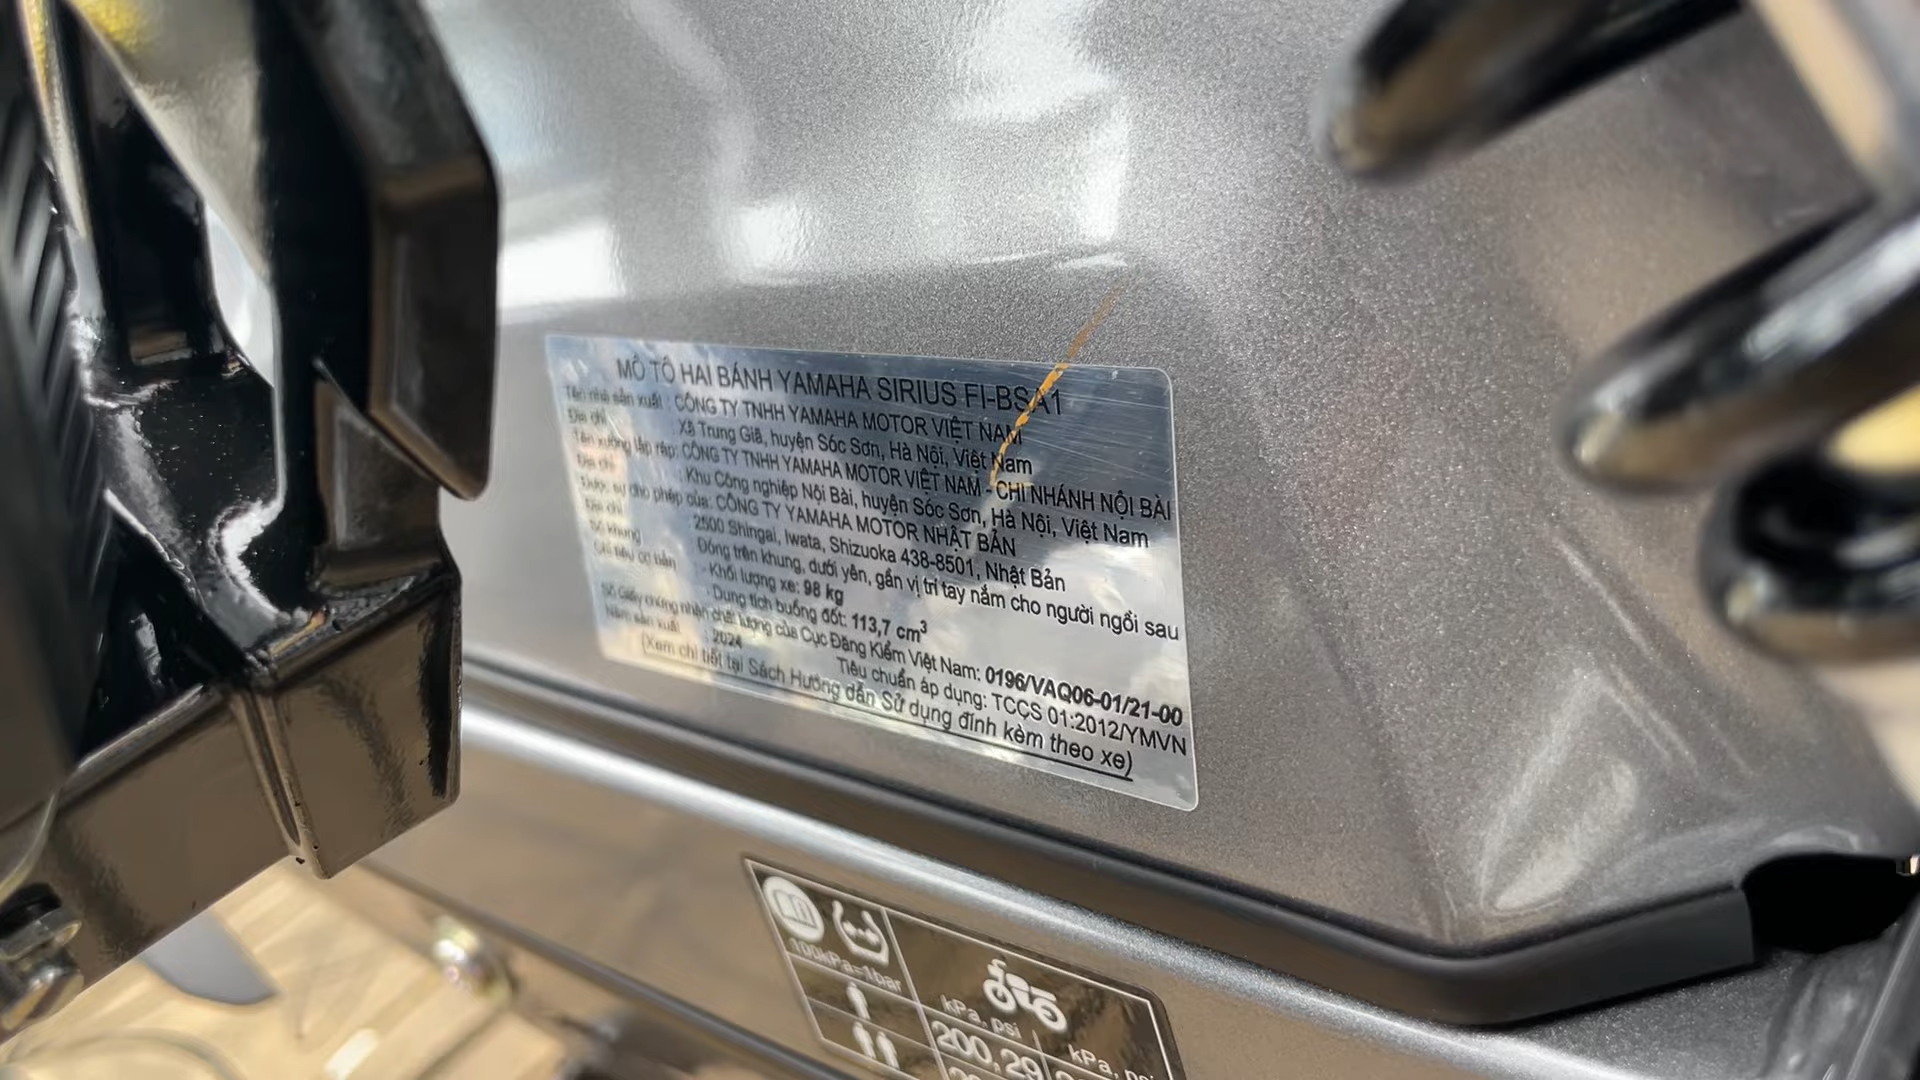 MÔ TÔ HAI BÁNH YAMAHA SIRIUS FI-BSA1
Tên nhà sản xuất : CÔNG TY TNHH YAMAHA MOTOR VIỆT NAM
Địa chỉ : Xã Trung Giã, huyện Sóc Sơn, Hà Nội, Việt Nam
Tên xưởng lắp ráp: CÔNG TY TNHH YAMAHA MOTOR VIỆT NAM - CHI NHÁNH NỘI BÀI
Địa chỉ : Khu Công nghiệp Nội Bài, huyện Sóc Sơn, Hà Nội, Việt Nam
Được sự cho phép của: CÔNG TY YAMAHA MOTOR NHẬT BẢN
Địa chỉ : 2500 Shingai, Iwata, Shizuoka 438-8501, Nhật Bản
Số khung : Đóng trên khung, dưới yên, gần vị trí tay nắm cho người ngồi sau
Chỉ tiêu cơ bản : - Khối lượng xe: 98 kg
- Dung tích buồng đốt: 113,7 cm³
Số Giấy chứng nhận chất lượng của Cục Đăng Kiểm Việt Nam: 0196/VAQ06-01/21-00
Năm sản xuất : 2024 Tiêu chuẩn áp dụng: TCCS 01:2012/YMVN
(Xem chi tiết tại Sách Hướng dẫn Sử dụng đính kèm theo xe)
100kPa=1bar
kPa, psi kPa, psi
200, 29